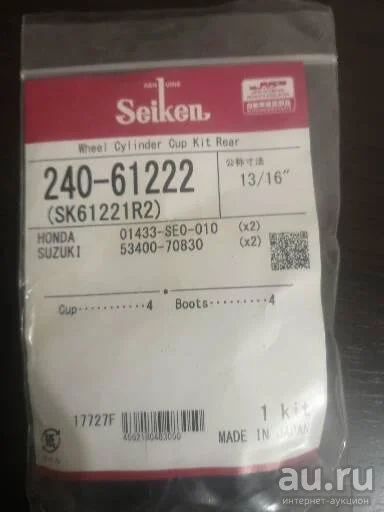 GENUINE
Seiken
Wheel Cylinder Cup Kit Rear
240-61222
(SK61221R2)
公称寸法
13/16"
HONDA 01433-SE0-010 (x2)
SUZUKI 53400-70830 (x2)
Cup··········4 Boots··········4
17727F
1 kit
MADE IN JAPAN
au.ru
интернет-аукцион